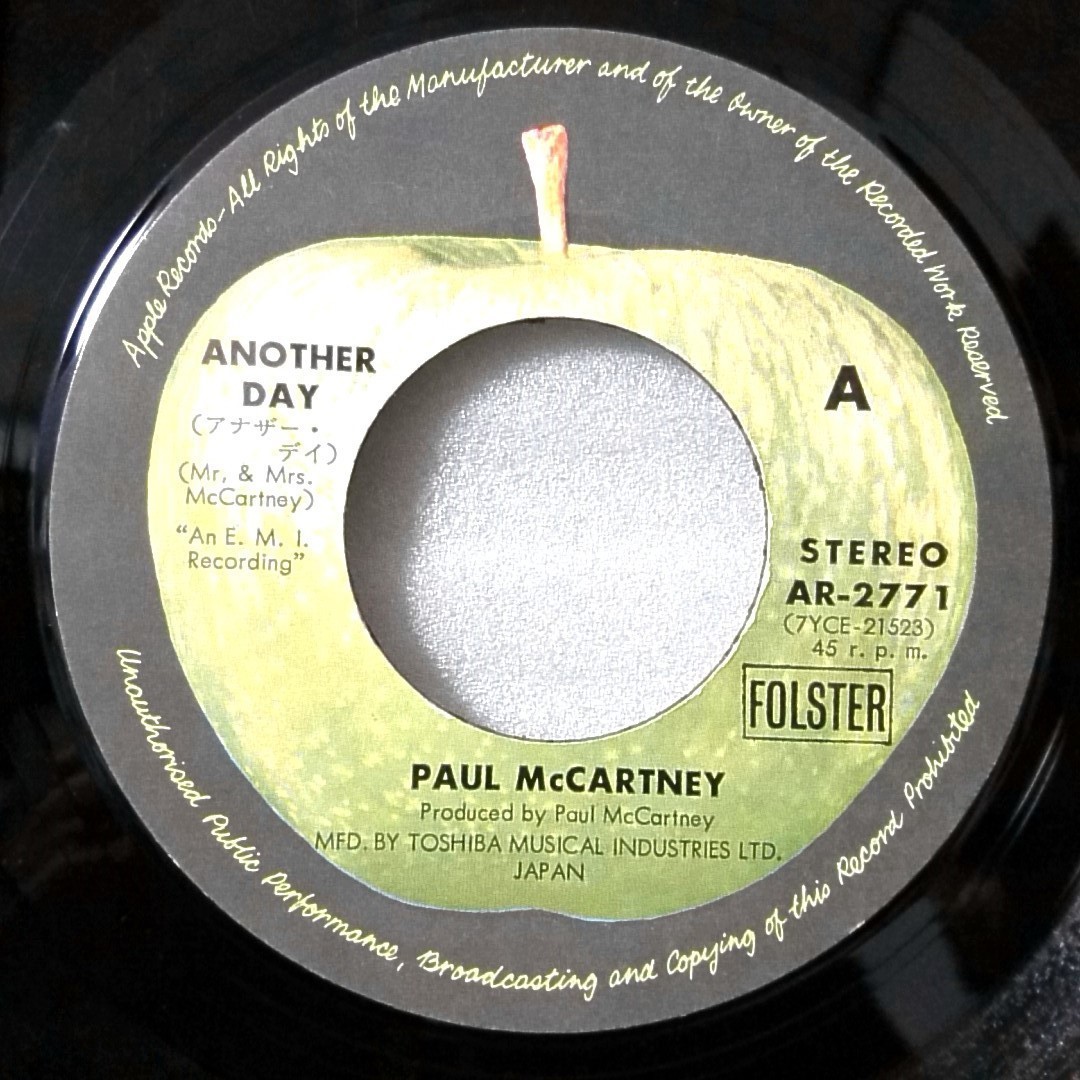 Apple Records-All Rights of the Manufacturer and of the Owner of the Recorded Work Reserved
ANOTHER
DAY
(アナザー・
デイ)
(Mr. & Mrs.
McCartney)
“An E. M. I.
Recording”
A
STEREO
AR-2771
(7YCE-21523)
45 r. p. m.
FOLSTER
PAUL McCARTNEY
Produced by Paul McCartney
MFD. BY TOSHIBA MUSICAL INDUSTRIES LTD.
JAPAN
Unauthorised Public Performance, Broadcasting and Copying of this Record Prohibited